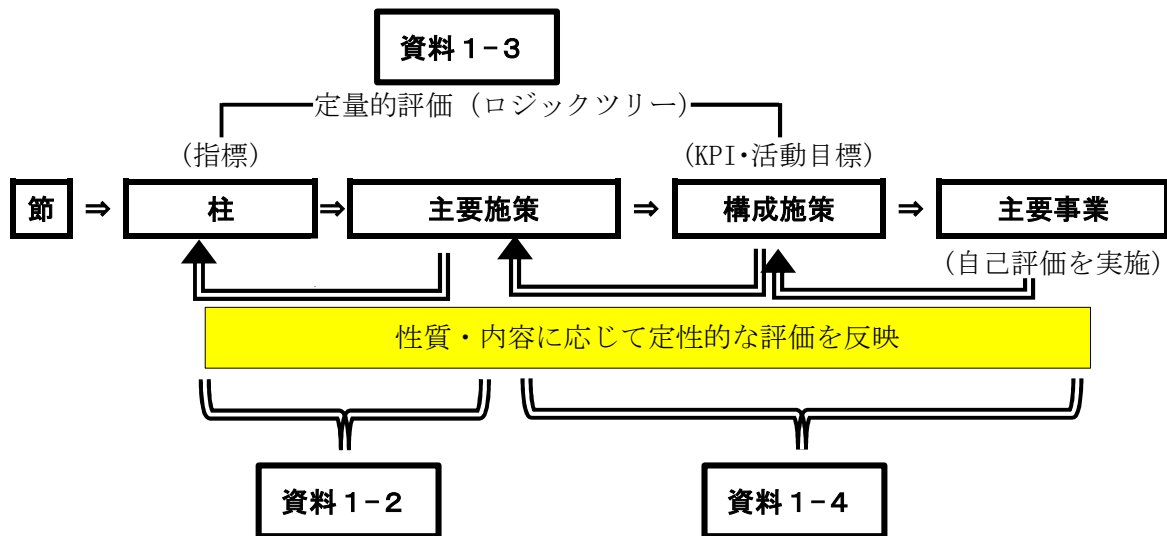 資料１-３
定量的評価（ロジックツリー）
（指標）
（KPI・活動目標）
節 ⇒ 柱 ⇒ 主要施策 ⇒ 構成施策 ⇒ 主要事業
（自己評価を実施）
性質・内容に応じて定性的な評価を反映
資料１-２
資料１-４